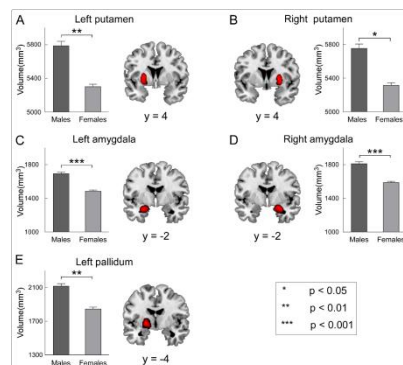 A Left putamen
Volume(mm³)
5800
5400
5000
**
Males Females
y = 4
B Right putamen
Volume(mm³)
5800
5400
5000
*
Males Females
y = 4
C Left amygdala
Volume(mm³)
1800
1400
1000
***
Males Females
y = -2
D Right amygdala
Volume(mm³)
1800
1400
1000
***
Males Females
y = -2
E Left pallidum
Volume(mm³)
2100
1700
1300
**
Males Females
y = -4
* p < 0.05
** p < 0.01
*** p < 0.001